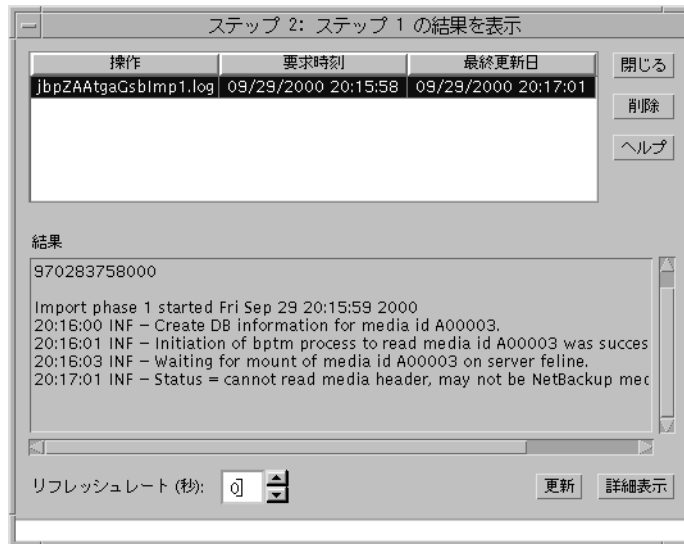 ステップ 2: ステップ 1 の結果を表示
操作 要求時刻 最終更新日
jbpZAAtgaGsbImp1.log 09/29/2000 20:15:58 09/29/2000 20:17:01
閉じる
削除
ヘルプ
結果
970283758000
Import phase 1 started Fri Sep 29 20:15:59 2000
20:16:00 INF – Create DB information for media id A00003.
20:16:01 INF – Initiation of bptm process to read media id A00003 was succes
20:16:03 INF – Waiting for mount of media id A00003 on server feline.
20:17:01 INF – Status = cannot read media header, may not be NetBackup med
リフレッシュレート (秒): 0
更新 詳細表示